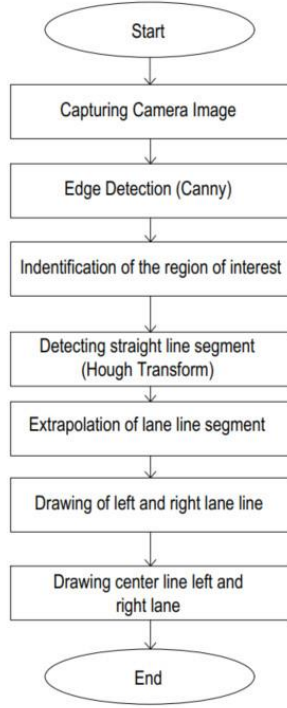 Start
Capturing Camera Image
Edge Detection (Canny)
Indentification of the region of interest
Detecting straight line segment
(Hough Transform)
Extrapolation of lane line segment
Drawing of left and right lane line
Drawing center line left and
right lane
End